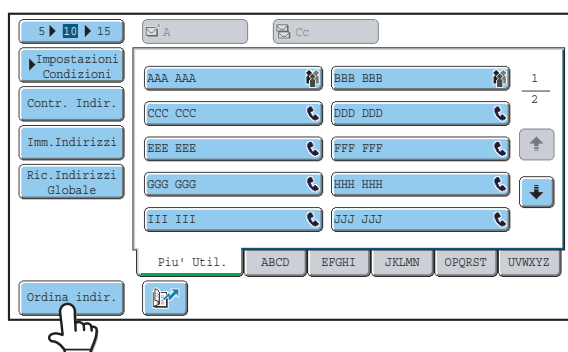 5 10 15
A
Cc
Impostazioni
Condizioni
Contr. Indir.
Imm.Indirizzi
Ric.Indirizzi
Globale
AAA AAA
BBB BBB
CCC CCC
DDD DDD
EEE EEE
FFF FFF
GGG GGG
HHH HHH
III III
JJJ JJJ
1
2
Piu' Util.
ABCD
EFGHI
JKLMN
OPQRST
UVWXYZ
Ordina indir.